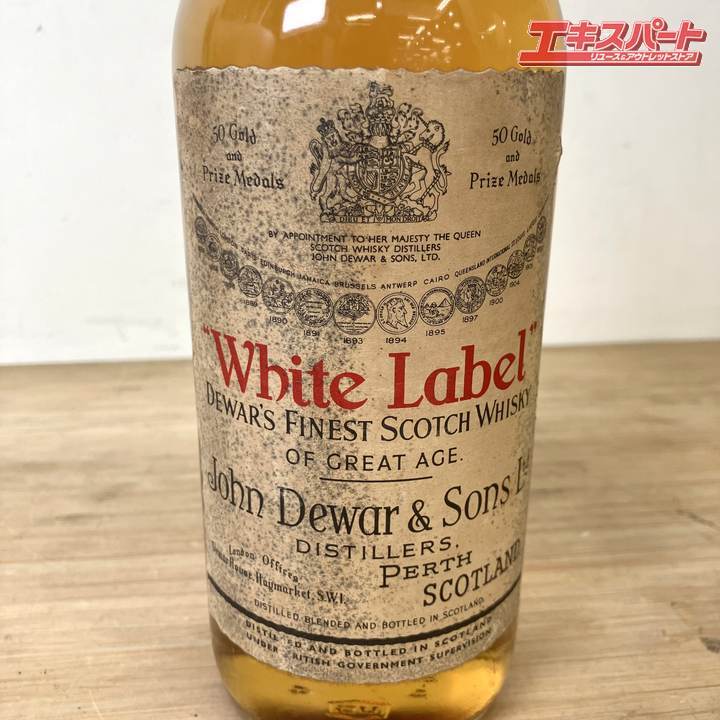 エキスパート
リユース&アウトレットストア
50 Gold
and
Prize Medals
50 Gold
and
Prize Medals
DIEU ET MON DROIT
BY APPOINTMENT TO HER MAJESTY THE QUEEN
SCOTCH WHISKY DISTILLERS
JOHN DEWAR & SONS, LTD.
EDINBURGH JAMAICA BRUSSELS ANTWERP CAIRO QUEENSLAND INTERNATIONAL
1889 1890 1891 1893 1894 1895 1897 1900 1904
"White Label"
DEWAR'S FINEST SCOTCH WHISKY
OF GREAT AGE.
John Dewar & Sons Ltd
DISTILLERS,
PERTH
SCOTLAND.
London Offices
House, Haymarket, S.W.1.
DISTILLED BLENDED AND BOTTLED IN SCOTLAND.
DISTILLED AND BOTTLED IN SCOTLAND
UNDER BRITISH GOVERNMENT SUPERVISION